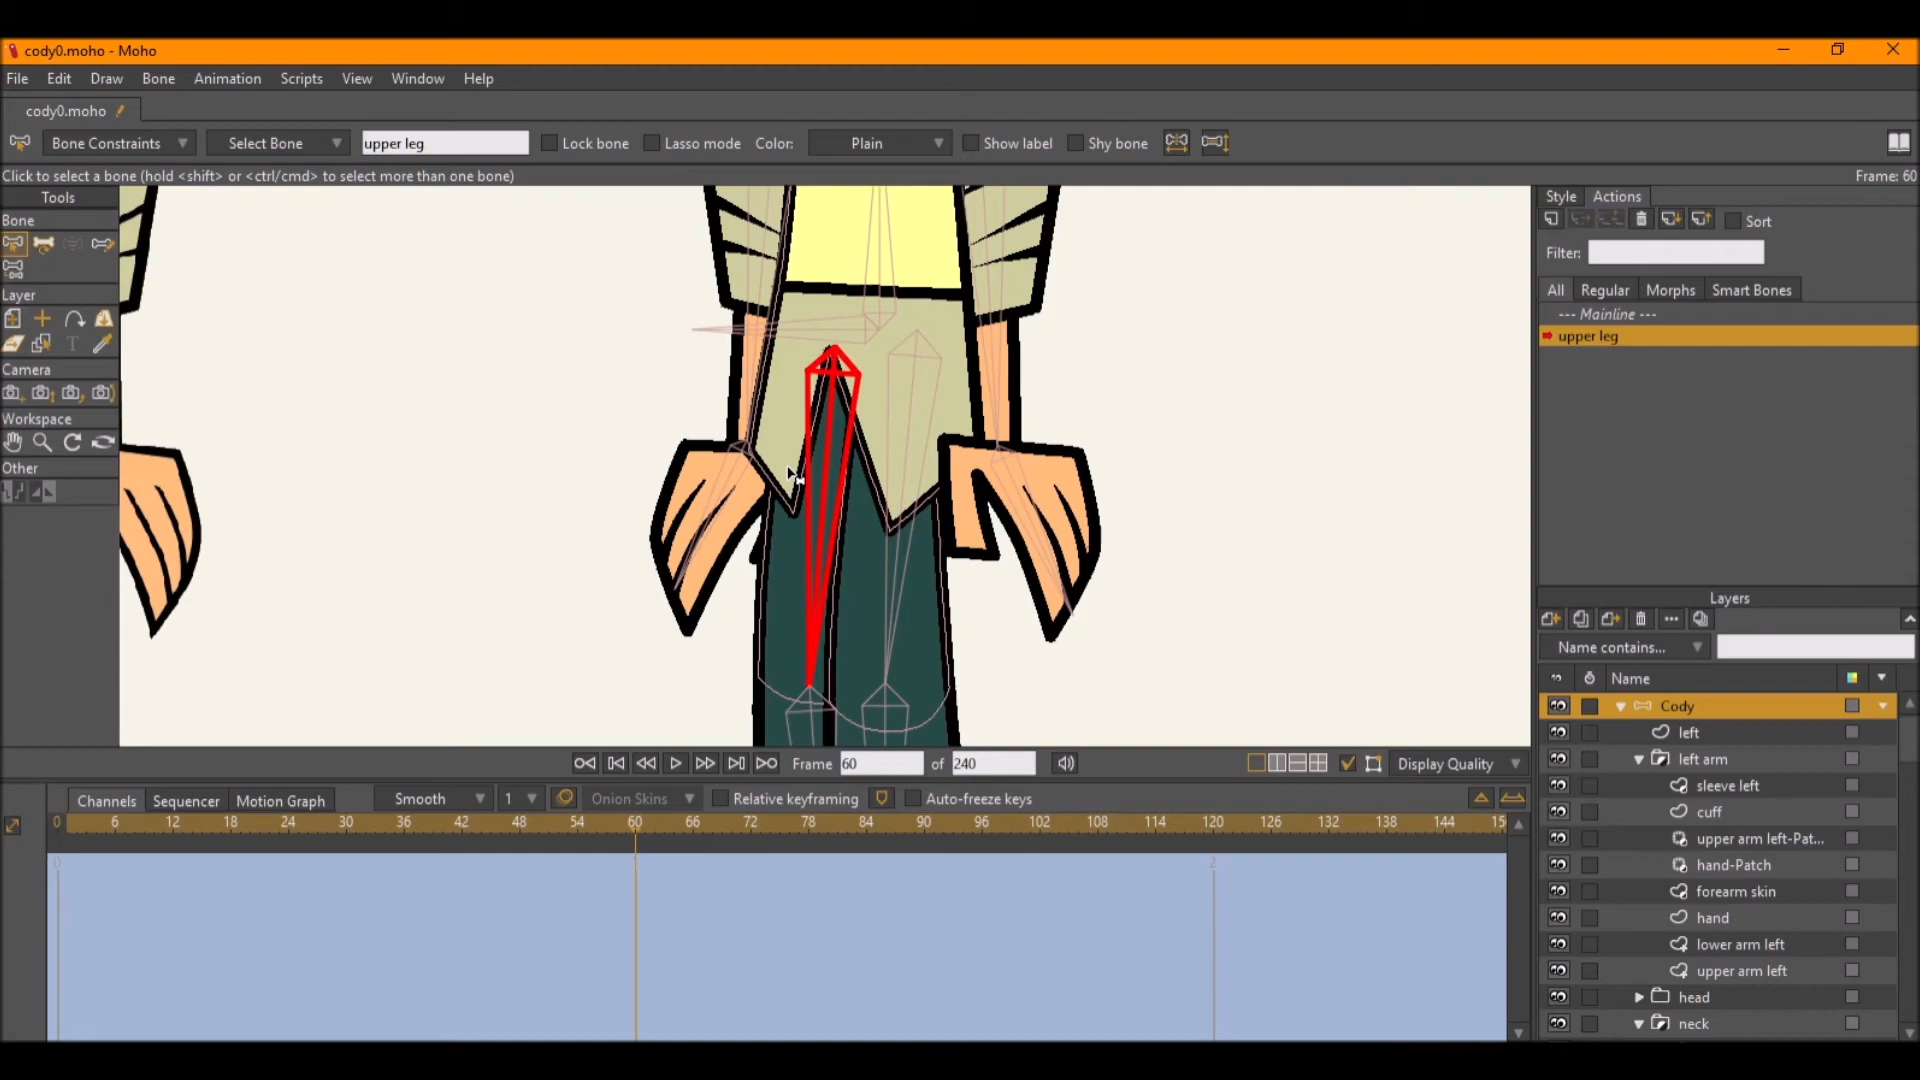 cody0.moho - Moho
File Edit Draw Bone Animation Scripts View Window Help
cody0.moho
Bone Constraints Select Bone upper leg Lock bone Lasso mode Color: Plain Show label Shy bone
Click to select a bone (hold <shift> or <ctrl/cmd> to select more than one bone) Frame: 60
Tools
Bone
Layer
Camera
Workspace
Other
Style Actions
Sort
Filter:
All Regular Morphs Smart Bones
--- Mainline ---
upper leg
Layers
Name contains...
Name
Cody
left
left arm
sleeve left
cuff
upper arm left-Pat...
hand-Patch
forearm skin
hand
lower arm left
upper arm left
head
neck
Frame 60 of 240 Display Quality
Channels Sequencer Motion Graph Smooth 1 Onion Skins Relative keyframing Auto-freeze keys
0 6 12 18 24 30 36 42 48 54 60 66 72 78 84 90 96 102 108 114 120 126 132 138 144 15
0 2